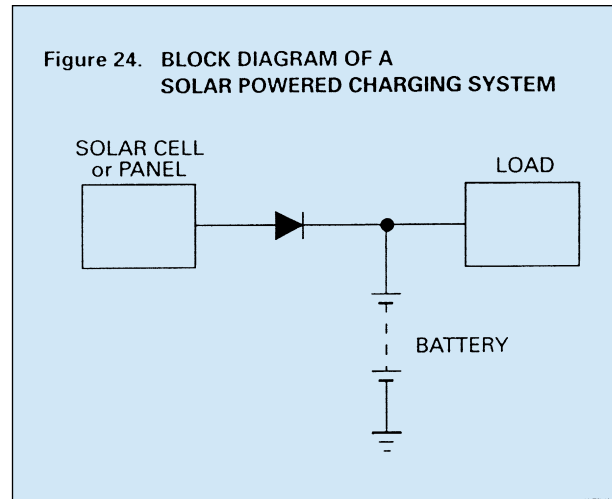 Figure 24. BLOCK DIAGRAM OF A
SOLAR POWERED CHARGING SYSTEM
SOLAR CELL
or PANEL
LOAD
BATTERY